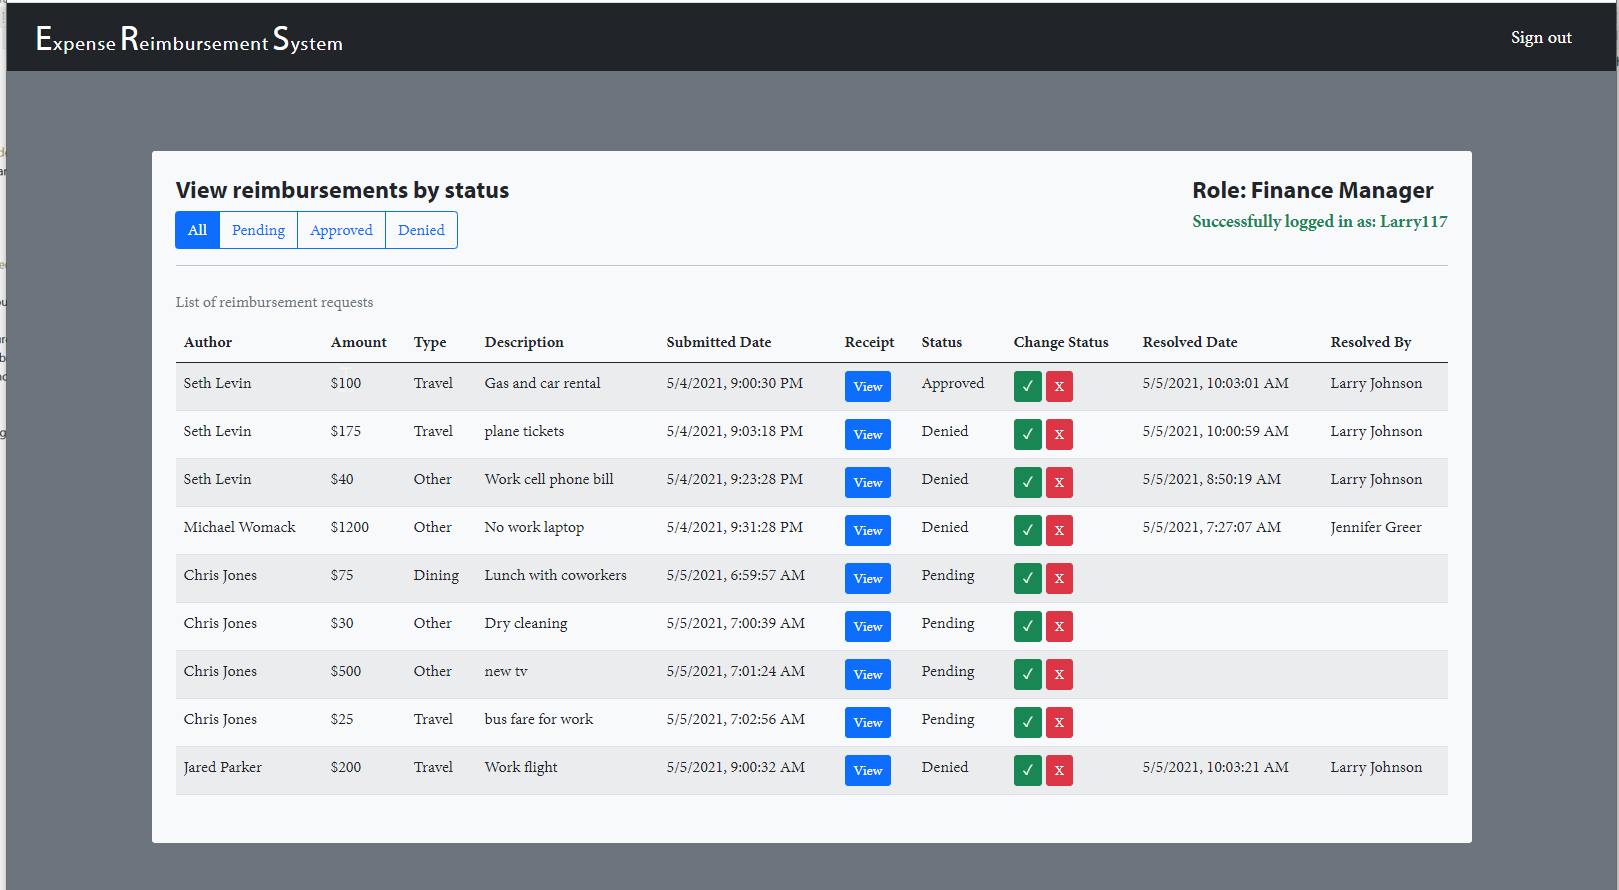 Expense Reimbursement System
Sign out
View reimbursements by status
Role: Finance Manager
All Pending Approved Denied
Successfully logged in as: Larry117
List of reimbursement requests
Author Amount Type Description Submitted Date Receipt Status Change Status Resolved Date Resolved By
Seth Levin $100 Travel Gas and car rental 5/4/2021, 9:00:30 PM View Approved ✓ X 5/5/2021, 10:03:01 AM Larry Johnson
Seth Levin $175 Travel plane tickets 5/4/2021, 9:03:18 PM View Denied ✓ X 5/5/2021, 10:00:59 AM Larry Johnson
Seth Levin $40 Other Work cell phone bill 5/4/2021, 9:23:28 PM View Denied ✓ X 5/5/2021, 8:50:19 AM Larry Johnson
Michael Womack $1200 Other No work laptop 5/4/2021, 9:31:28 PM View Denied ✓ X 5/5/2021, 7:27:07 AM Jennifer Greer
Chris Jones $75 Dining Lunch with coworkers 5/5/2021, 6:59:57 AM View Pending ✓ X
Chris Jones $30 Other Dry cleaning 5/5/2021, 7:00:39 AM View Pending ✓ X
Chris Jones $500 Other new tv 5/5/2021, 7:01:24 AM View Pending ✓ X
Chris Jones $25 Travel bus fare for work 5/5/2021, 7:02:56 AM View Pending ✓ X
Jared Parker $200 Travel Work flight 5/5/2021, 9:00:32 AM View Denied ✓ X 5/5/2021, 10:03:21 AM Larry Johnson